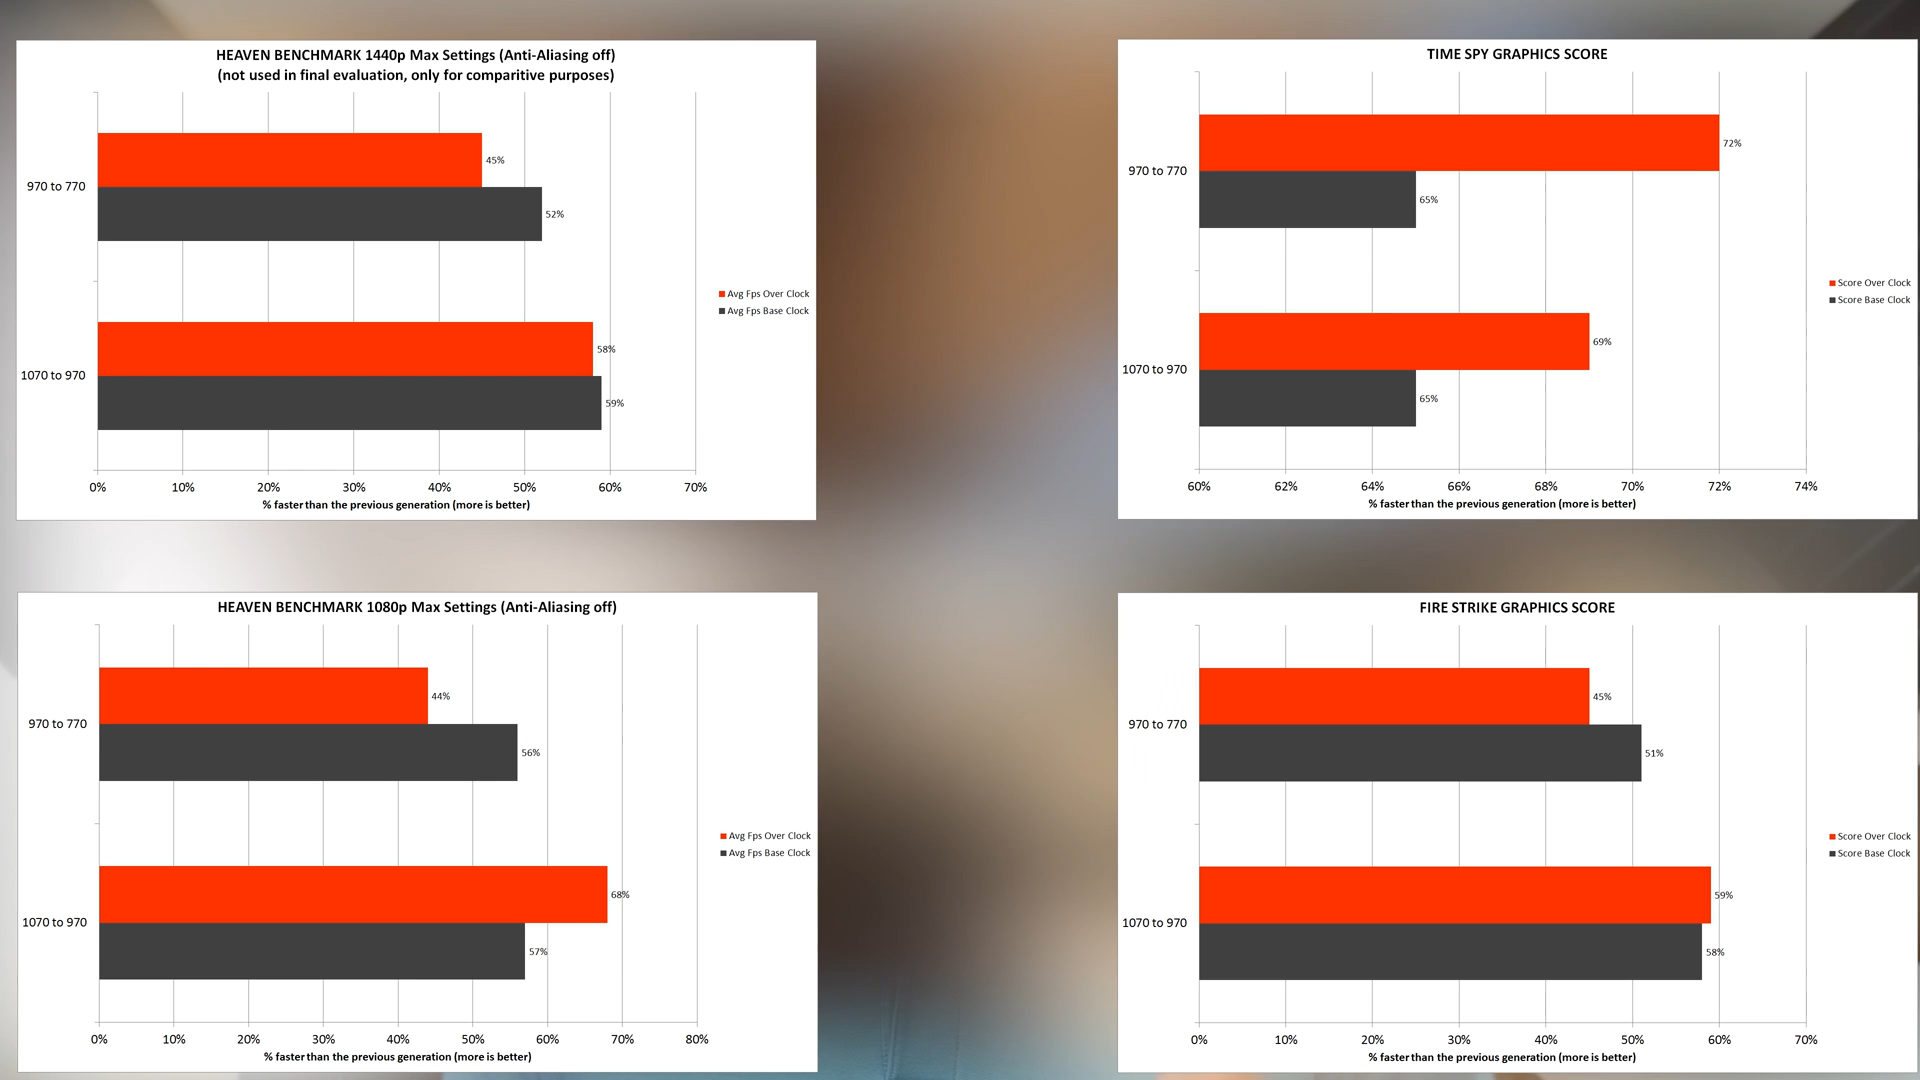 HEAVEN BENCHMARK 1440p Max Settings (Anti-Aliasing off)
(not used in final evaluation, only for comparitive purposes)
45%
970 to 770
52%
Avg Fps Over Clock
Avg Fps Base Clock
58%
1070 to 970
59%
0% 10% 20% 30% 40% 50% 60% 70%
% faster than the previous generation (more is better)
TIME SPY GRAPHICS SCORE
72%
970 to 770
65%
Score Over Clock
Score Base Clock
69%
1070 to 970
65%
60% 62% 64% 66% 68% 70% 72% 74%
% faster than the previous generation (more is better)
HEAVEN BENCHMARK 1080p Max Settings (Anti-Aliasing off)
44%
970 to 770
56%
Avg Fps Over Clock
Avg Fps Base Clock
68%
1070 to 970
57%
0% 10% 20% 30% 40% 50% 60% 70% 80%
% faster than the previous generation (more is better)
FIRE STRIKE GRAPHICS SCORE
45%
970 to 770
51%
Score Over Clock
Score Base Clock
59%
1070 to 970
58%
0% 10% 20% 30% 40% 50% 60% 70%
% faster than the previous generation (more is better)